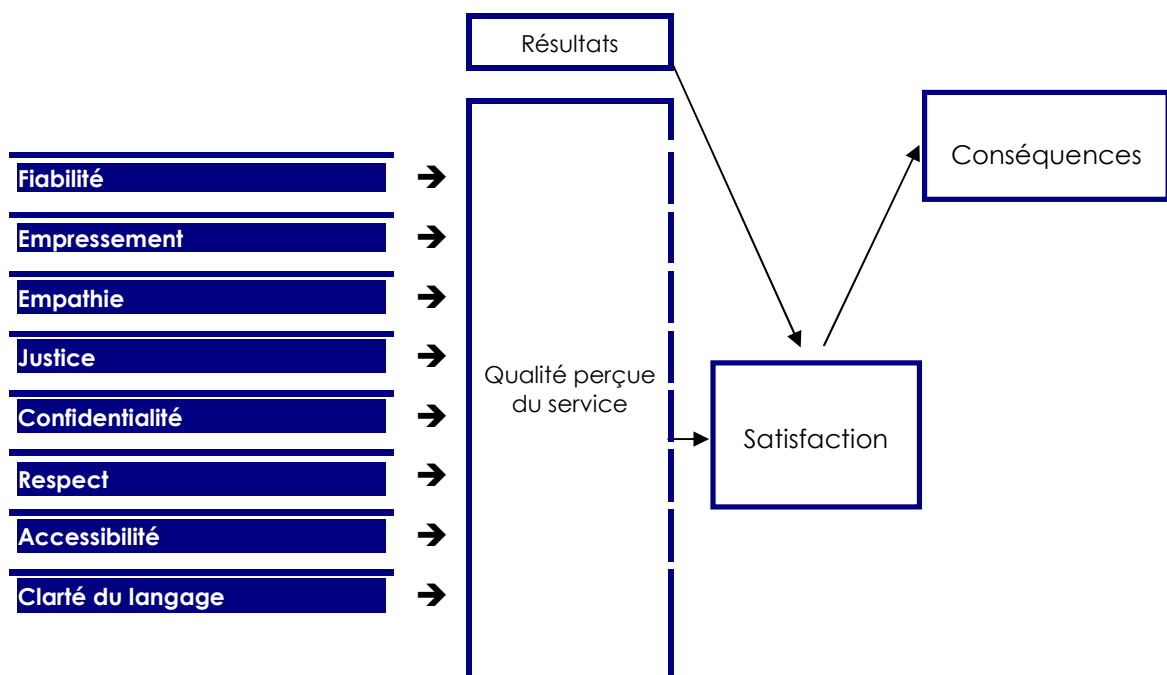 Résultats
Conséquences
Fiabilité
Empressement
Empathie
Justice
Confidentialité
Respect
Accessibilité
Clarté du langage
Qualité perçue
du service
Satisfaction